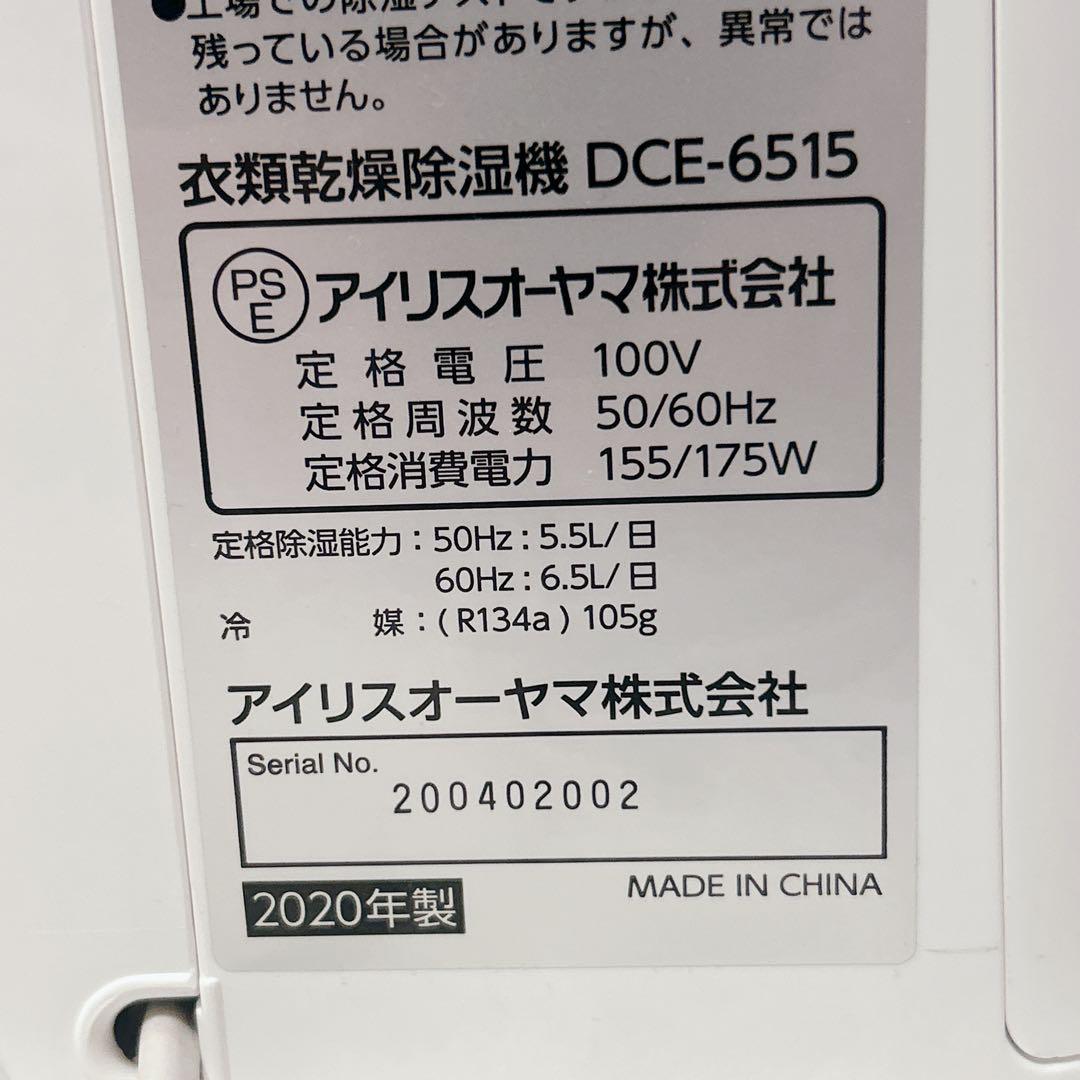 残っている場合がありますが、異常では
ありません。
衣類乾燥除湿機 DCE-6515
PSE アイリスオーヤマ株式会社
定格電圧 100V
定格周波数 50/60Hz
定格消費電力 155/175W
定格除湿能力：50Hz：5.5L/日
60Hz：6.5L/日
冷媒：(R134a) 105g
アイリスオーヤマ株式会社
Serial No.
200402002
2020年製
MADE IN CHINA